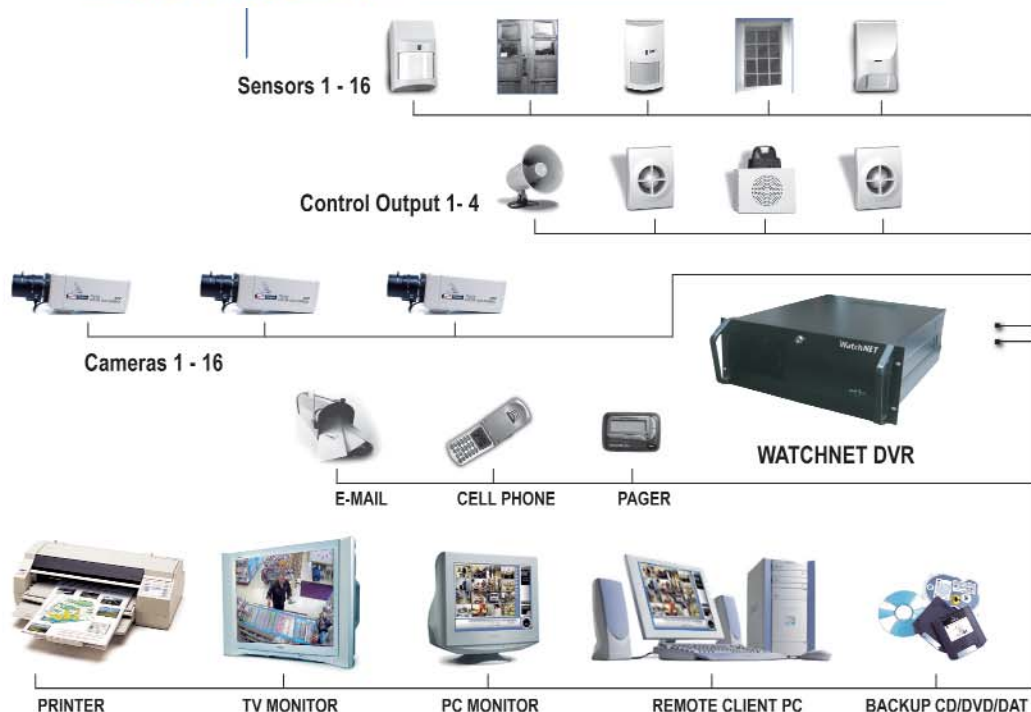 Sensors 1 - 16
Control Output 1- 4
Cameras 1 - 16
WatchNET
WATCHNET DVR
E-MAIL
CELL PHONE
PAGER
PRINTER
TV MONITOR
PC MONITOR
REMOTE CLIENT PC
BACKUP CD/DVD/DAT